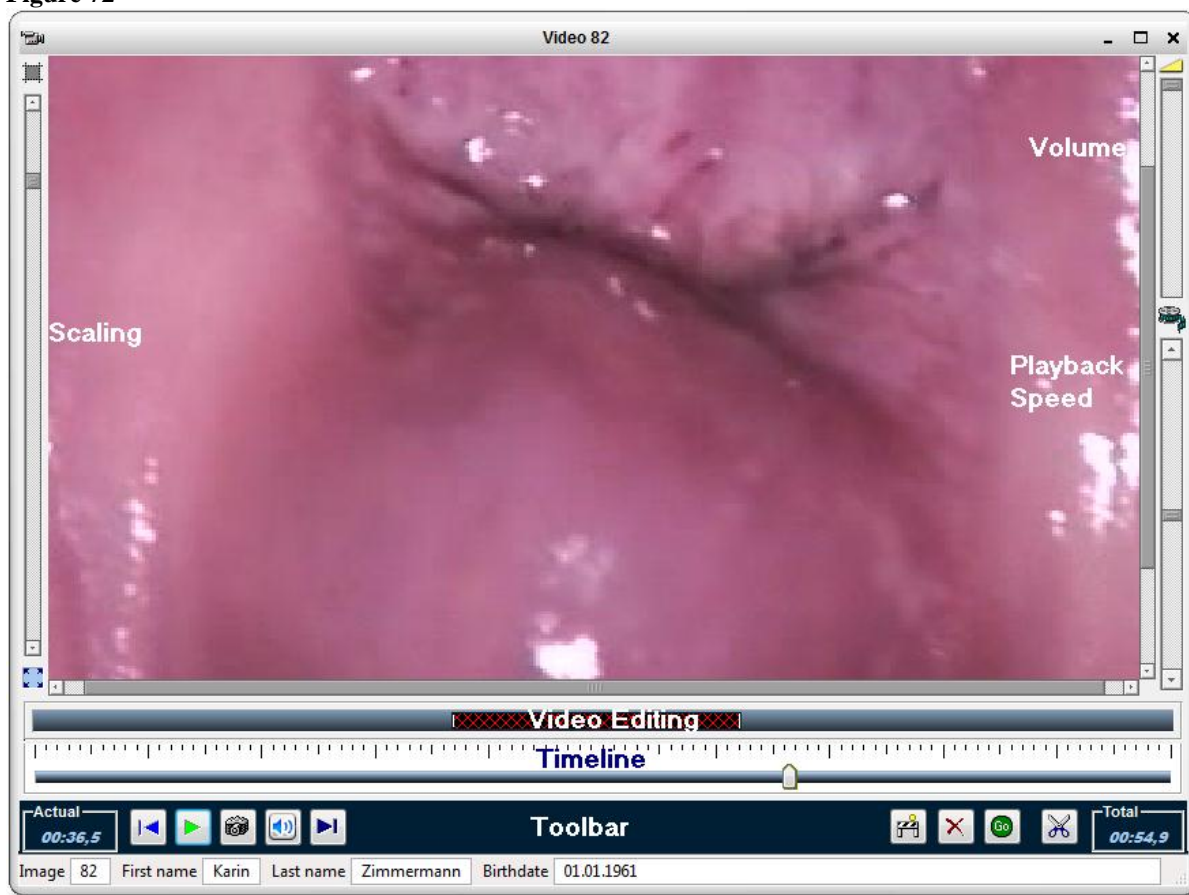 Figure 72
Video 82
Volume
Scaling
Playback
Speed
Video Editing
Timeline
Actual
00:36,5
Toolbar
Go
Total
00:54,9
Image 82 First name Karin Last name Zimmermann Birthdate 01.01.1961